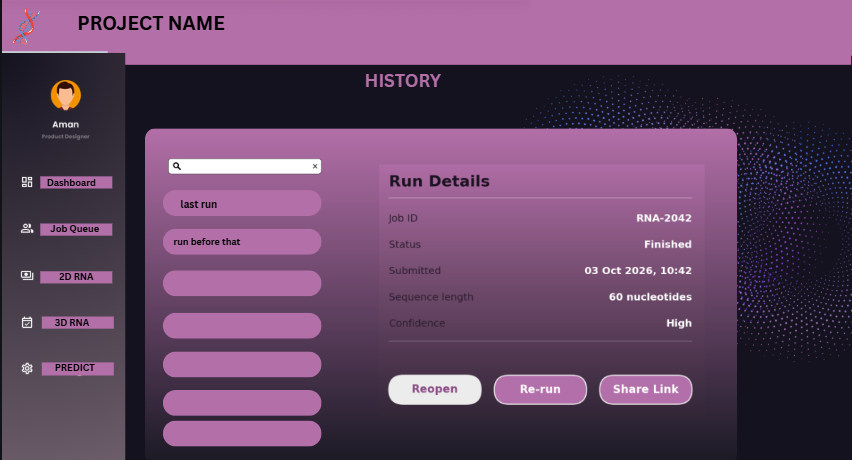 PROJECT NAME
HISTORY
Aman
Product Designer
Dashboard
Job Queue
2D RNA
3D RNA
PREDICT
last run
run before that
Run Details
Job ID RNA-2042
Status Finished
Submitted 03 Oct 2026, 10:42
Sequence length 60 nucleotides
Confidence High
Reopen Re-run Share Link